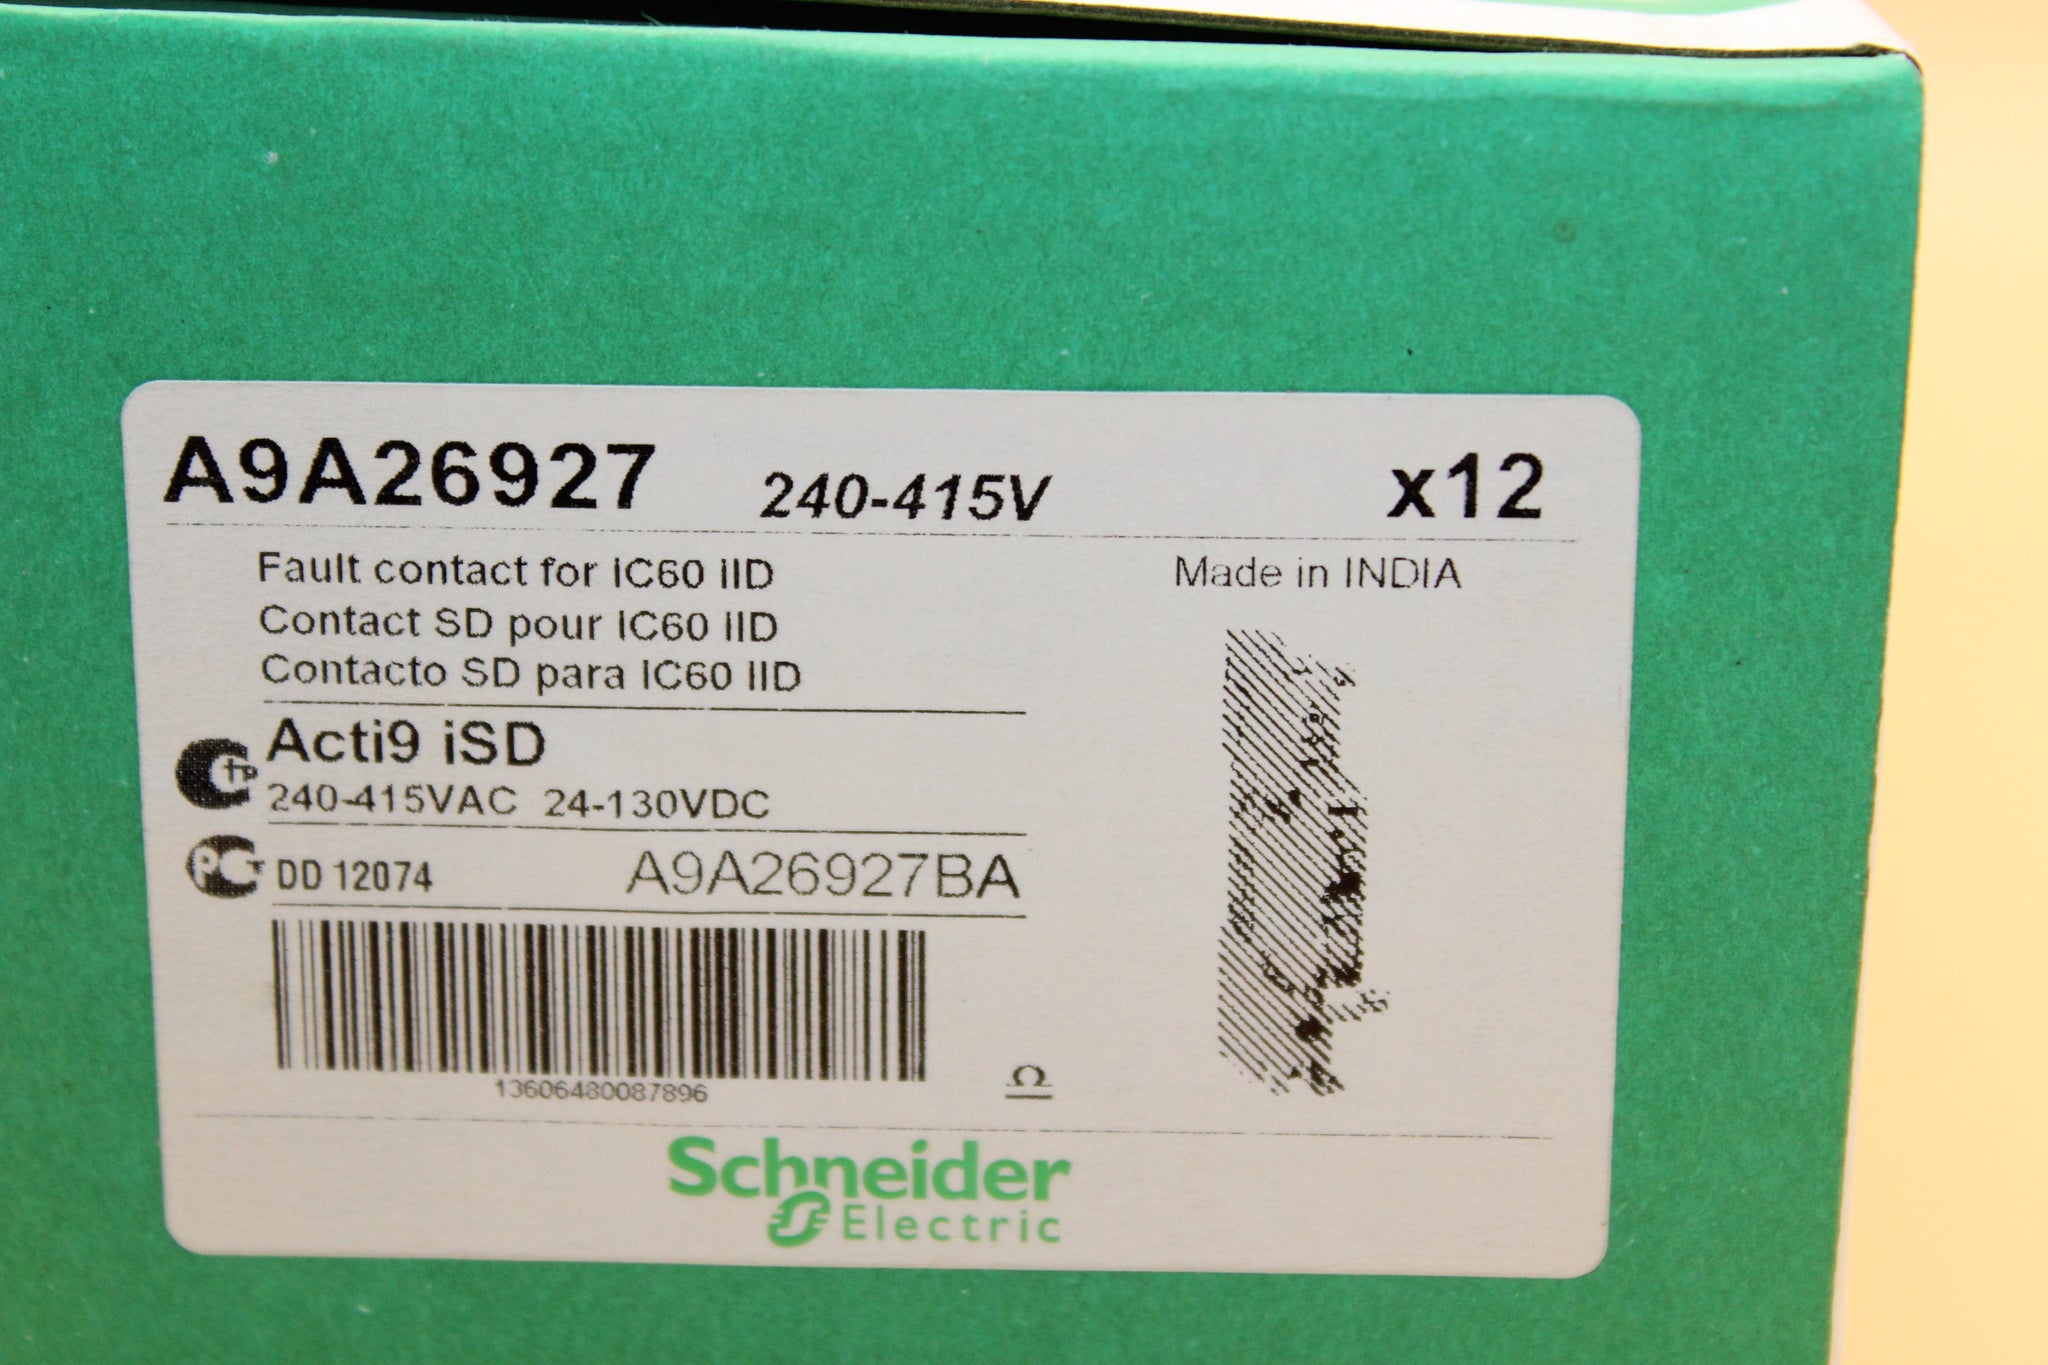 A9A26927 240-415V x12
Fault contact for iC60 iID
Made in INDIA
Contact SD pour iC60 iID
Contacto SD para iC60 iID
Acti9 iSD
240-415VAC 24-130VDC
DD 12074 A9A26927BA
13606480087896
Schneider
Electric